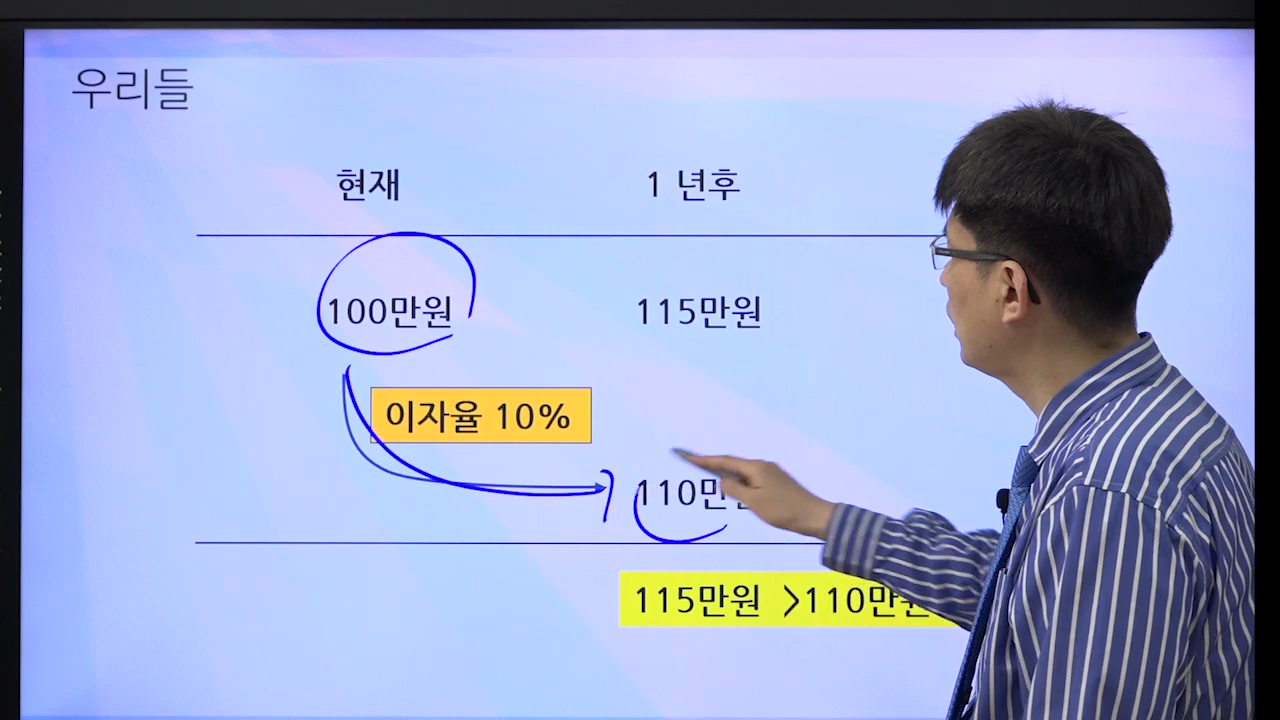 우리들
현재 1 년후
100만원 115만원
이자율 10%
110만
115만원 >110만원